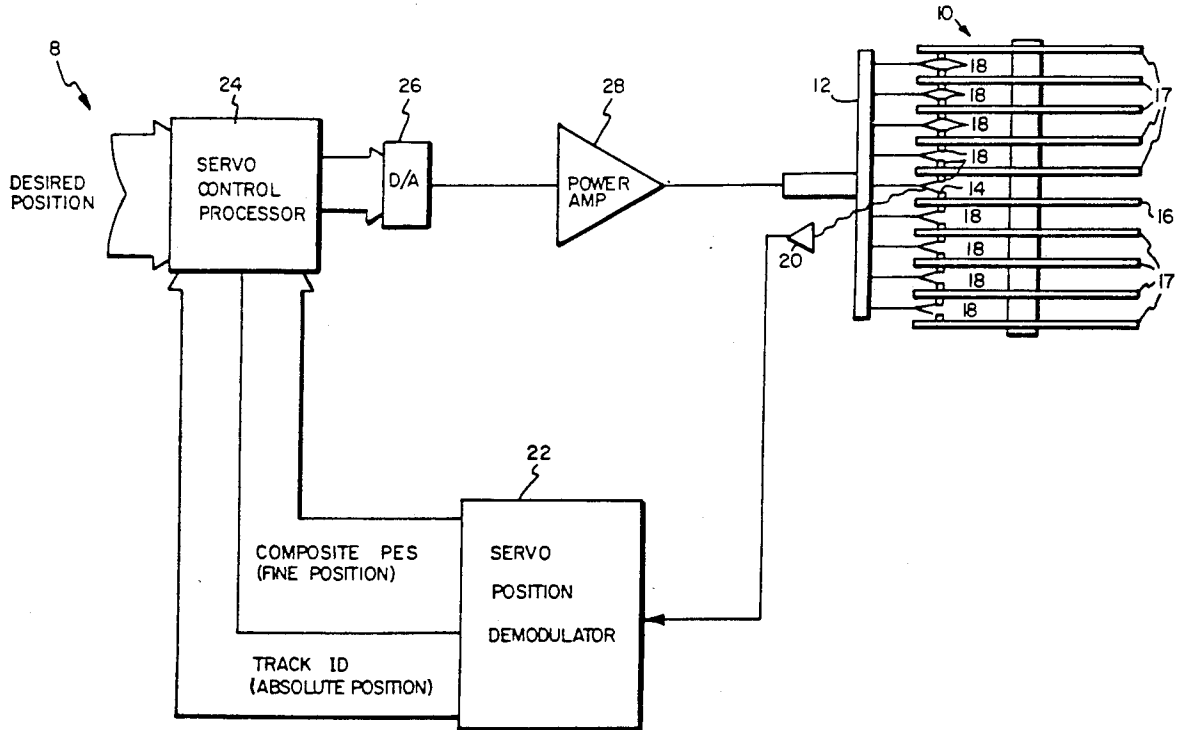 8
24
SERVO
CONTROL
PROCESSOR
DESIRED
POSITION
26
D/A
28
POWER
AMP
10
12
18
18
18
18
17
14
16
18
18
18
18
17
20
22
SERVO
POSITION
DEMODULATOR
COMPOSITE PES
(FINE POSITION)
TRACK ID
(ABSOLUTE POSITION)